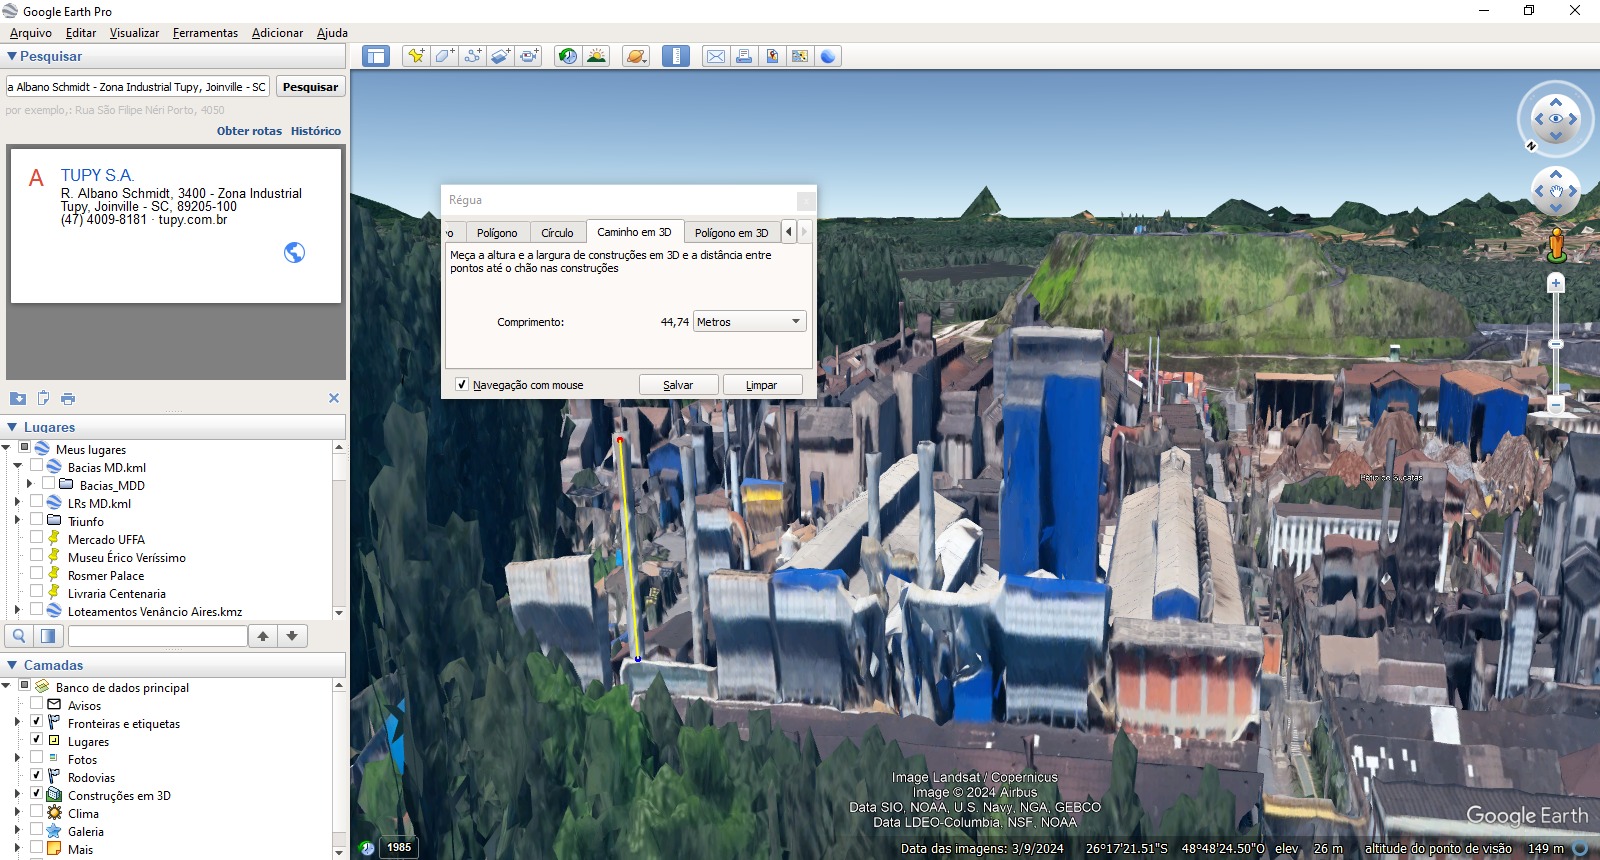 Google Earth Pro
Arquivo Editar Visualizar Ferramentas Adicionar Ajuda
Pesquisar
a Albano Schmidt - Zona Industrial Tupy, Joinville - SC
Pesquisar
por exemplo,: Rua São Filipe Néri Porto, 4050
Obter rotas Histórico
A
TUPY S.A.
R. Albano Schmidt, 3400 - Zona Industrial
Tupy, Joinville - SC, 89205-100
(47) 4009-8181 · tupy.com.br
Lugares
Meus lugares
Bacias MD.kml
Bacias_MDD
LRs MD.kml
Triunfo
Mercado UFFA
Museu Érico Veríssimo
Rosmer Palace
Livraria Centenaria
Loteamentos Venâncio Aires.kmz
Camadas
Banco de dados principal
Avisos
Fronteiras e etiquetas
Lugares
Fotos
Rodovias
Construções em 3D
Clima
Galeria
Mais
Régua
vo Polígono Círculo Caminho em 3D Polígono em 3D
Meça a altura e a largura de construções em 3D e a distância entre
pontos até o chão nas construções
Comprimento: 44,74 Metros
Navegação com mouse Salvar Limpar
N
Image Landsat / Copernicus
Image © 2024 Airbus
Data SIO, NOAA, U.S. Navy, NGA, GEBCO
Data LDEO-Columbia, NSF, NOAA
Google Earth
1985
Data das imagens: 3/9/2024 26°17'21.51"S 48°48'24.50"O elev 26 m altitude do ponto de visão 149 m